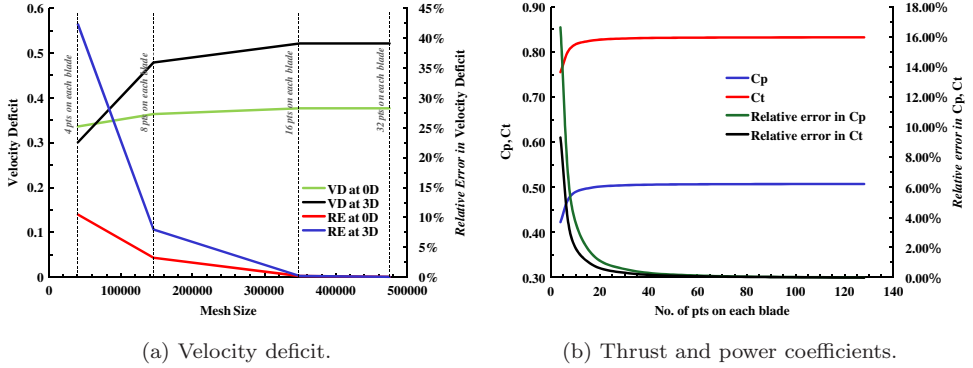 0.6
0.5
0.4
0.3
0.2
0.1
0
Velocity Deficit
45%
40%
35%
30%
25%
20%
15%
10%
5%
0%
Relative Error in Velocity Deficit
4 pts on each blade
8 pts on each blade
16 pts on each blade
32 pts on each blade
VD at 0D
VD at 3D
RE at 0D
RE at 3D
0 100000 200000 300000 400000 500000
Mesh Size
(a) Velocity deficit.
0.90
0.80
0.70
0.60
0.50
0.40
0.30
Cp, Ct
18.00%
16.00%
14.00%
12.00%
10.00%
8.00%
6.00%
4.00%
2.00%
0.00%
Relative error in Cp, Ct
Cp
Ct
Relative error in Cp
Relative error in Ct
0 20 40 60 80 100 120 140
No. of pts on each blade
(b) Thrust and power coefficients.